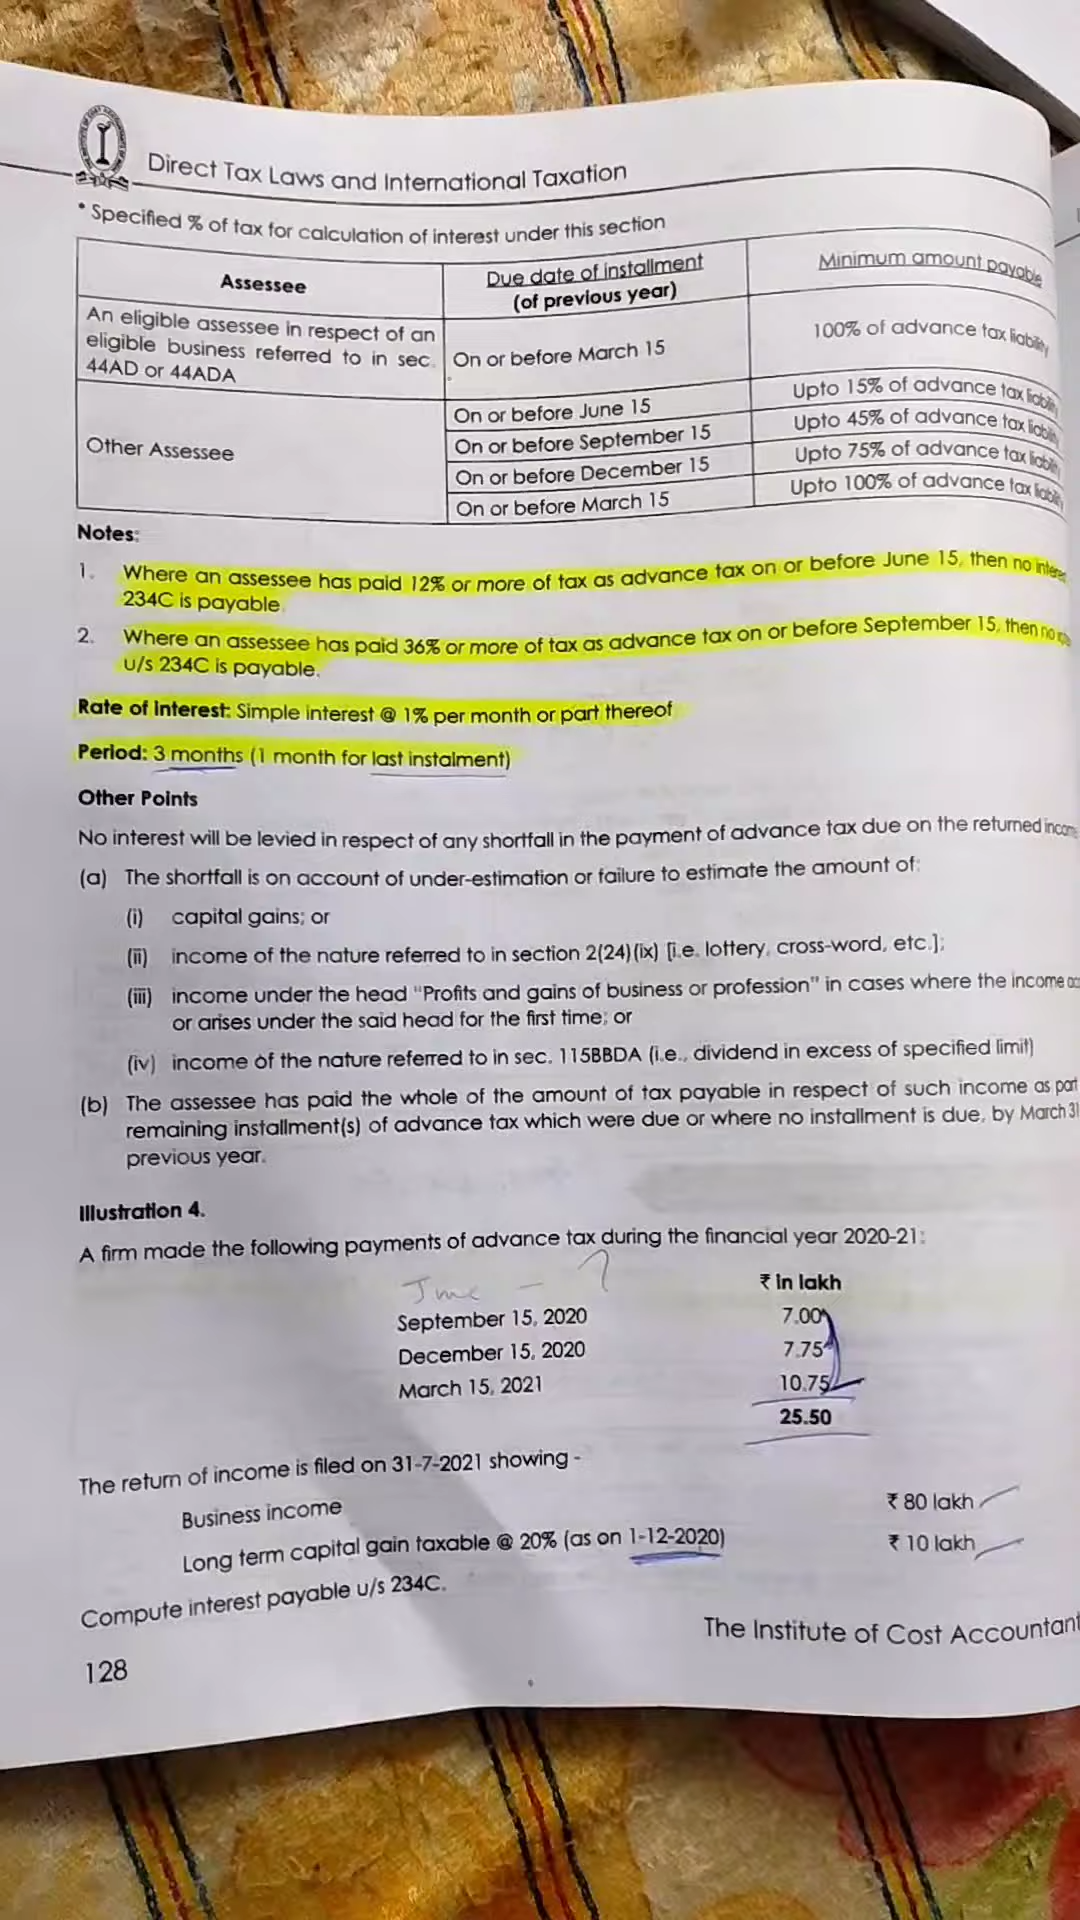 Direct Tax Laws and International Taxation
* Specified % of tax for calculation of interest under this section
Assessee
Due date of installment
(of previous year)
Minimum amount payable
An eligible assessee in respect of an
eligible business referred to in sec.
44AD or 44ADA
On or before March 15
100% of advance tax liability
Other Assessee
On or before June 15
Upto 15% of advance tax liability
On or before September 15
Upto 45% of advance tax liability
On or before December 15
Upto 75% of advance tax liability
On or before March 15
Upto 100% of advance tax liability
Notes:
1. Where an assessee has paid 12% or more of tax as advance tax on or before June 15, then no
234C is payable.
2. Where an assessee has paid 36% or more of tax as advance tax on or before September 15, then no
u/s 234C is payable.
Rate of Interest: Simple interest @ 1% per month or part thereof
Period: 3 months (1 month for last instalment)
Other Points
No interest will be levied in respect of any shortfall in the payment of advance tax due on the returned income
(a) The shortfall is on account of under-estimation or failure to estimate the amount of:
(i) capital gains; or
(ii) income of the nature referred to in section 2(24)(ix) [i.e. lottery, cross-word, etc.];
(iii) income under the head "Profits and gains of business or profession" in cases where the income
or arises under the said head for the first time; or
(iv) income of the nature referred to in sec. 115BBDA (i.e., dividend in excess of specified limit)
(b) The assessee has paid the whole of the amount of tax payable in respect of such income as part
remaining installment(s) of advance tax which were due or where no installment is due, by March 31
previous year.
Illustration 4.
A firm made the following payments of advance tax during the financial year 2020-21:
June - ?
₹ in lakh
September 15, 2020 7.00
December 15, 2020 7.75
March 15, 2021 10.75
25.50
The return of income is filed on 31-7-2021 showing -
Business income ₹ 80 lakh
Long term capital gain taxable @ 20% (as on 1-12-2020) ₹ 10 lakh
Compute interest payable u/s 234C.
The Institute of Cost Accountant
128